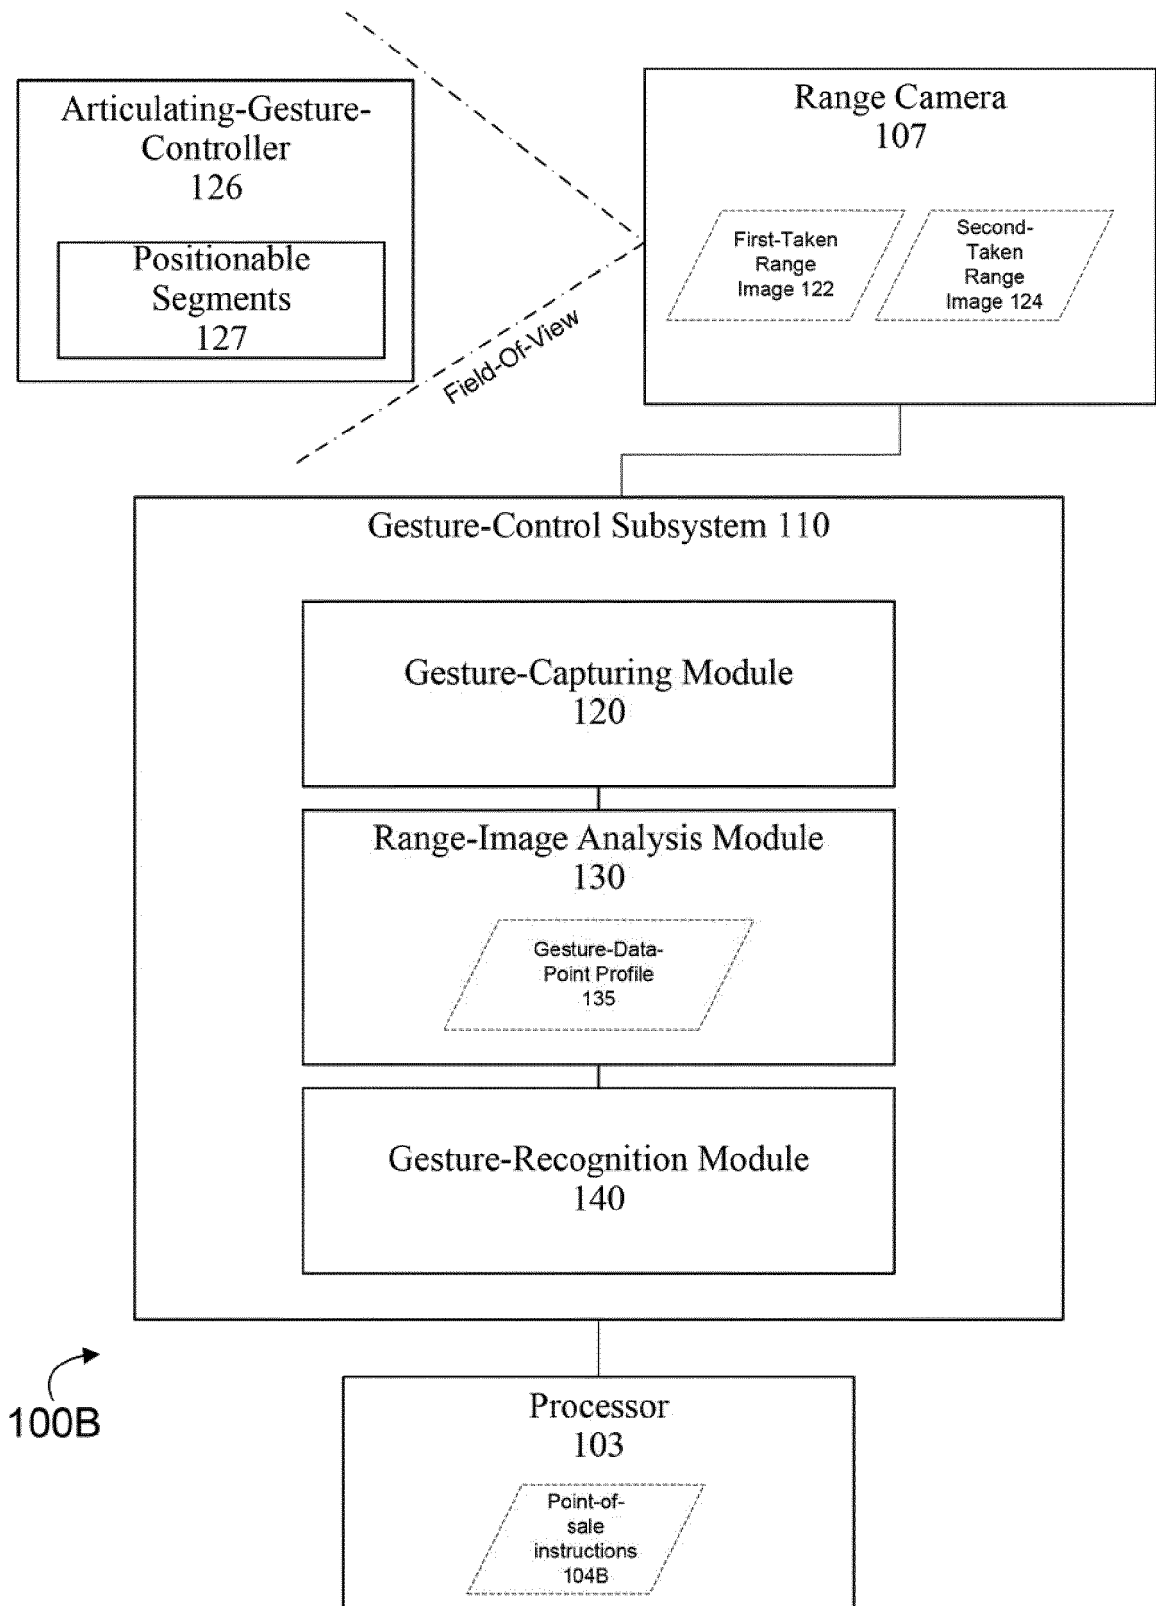 Articulating-Gesture-
Controller
126
Positionable
Segments
127
Field-Of-View
Range Camera
107
First-Taken
Range
Image 122
Second-
Taken
Range
Image 124
Gesture-Control Subsystem 110
Gesture-Capturing Module
120
Range-Image Analysis Module
130
Gesture-Data-
Point Profile
135
Gesture-Recognition Module
140
100B
Processor
103
Point-of-
sale
instructions
104B